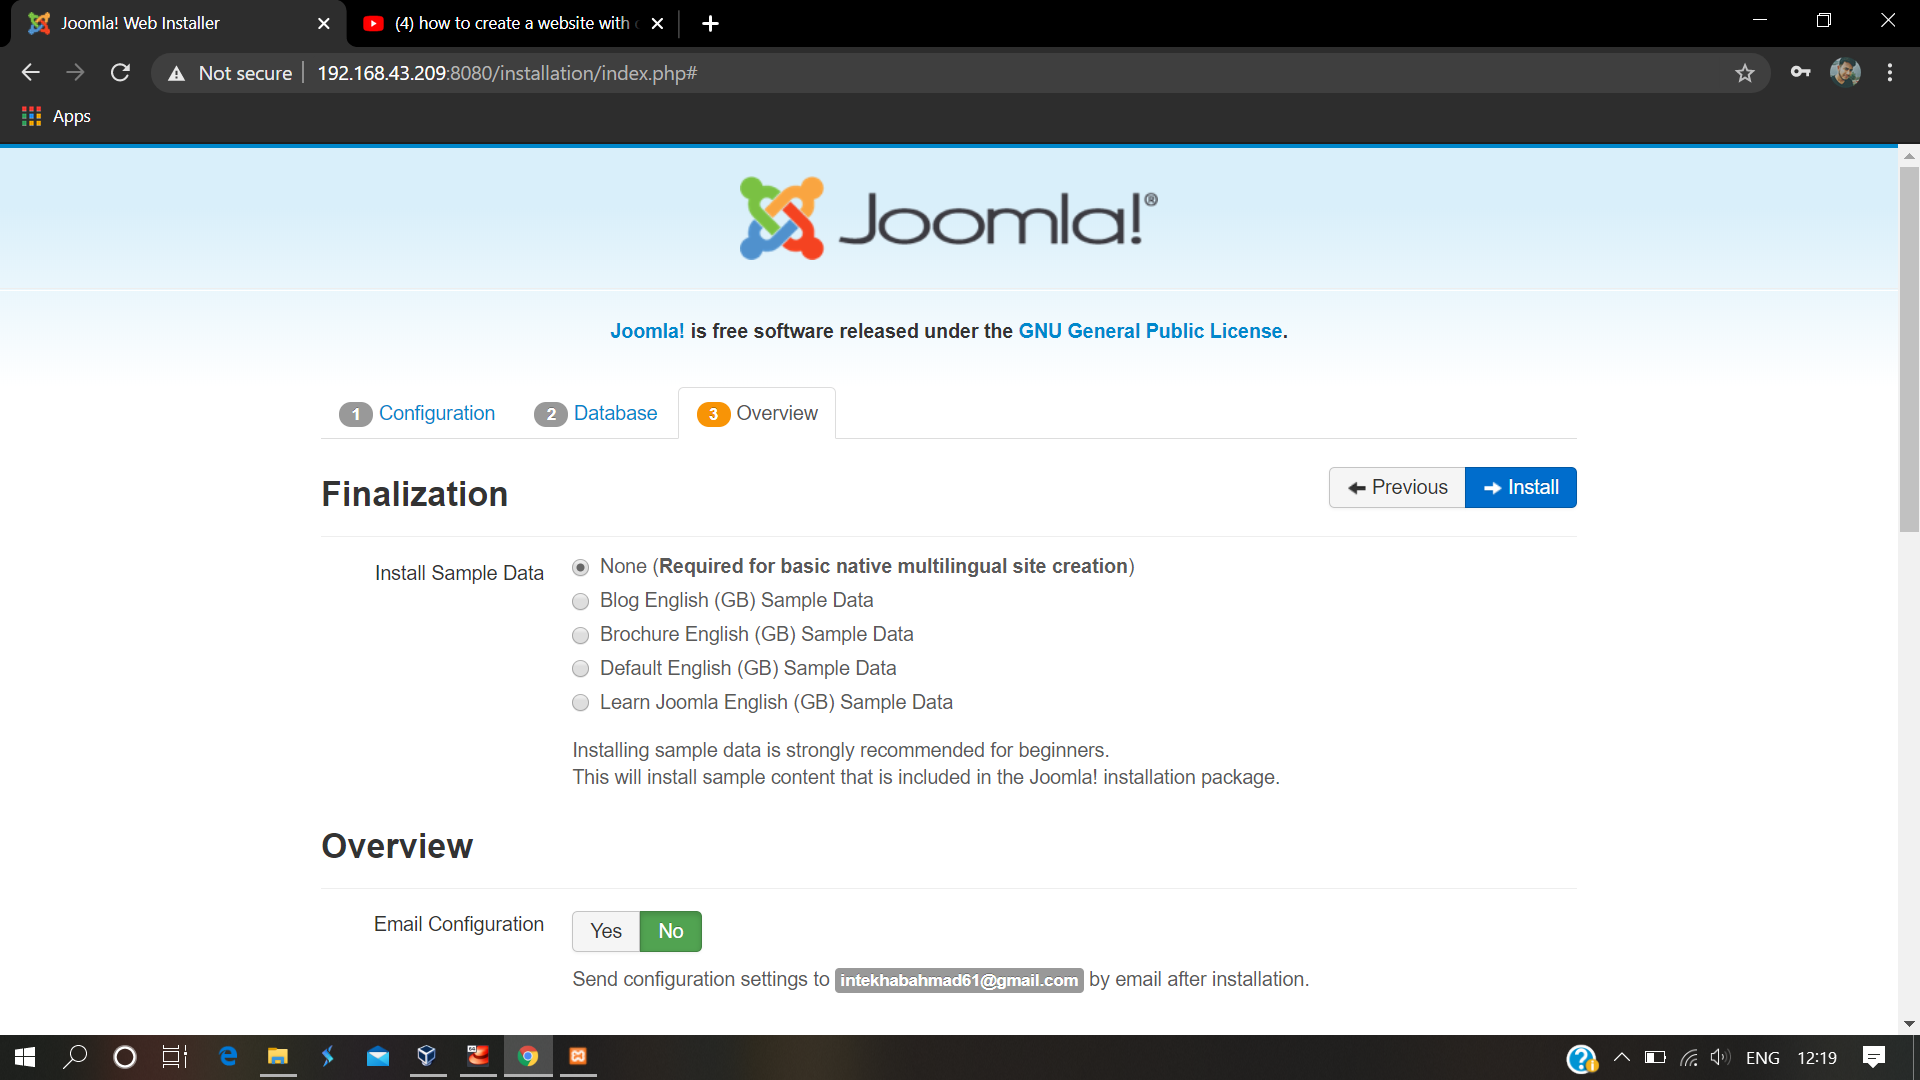 Joomla! Web Installer
(4) how to create a website with
Not secure
192.168.43.209:8080/installation/index.php#
Apps
Joomla!®
Joomla! is free software released under the GNU General Public License.
1 Configuration
2 Database
3 Overview
Finalization
Previous
Install
Install Sample Data
None (Required for basic native multilingual site creation)
Blog English (GB) Sample Data
Brochure English (GB) Sample Data
Default English (GB) Sample Data
Learn Joomla English (GB) Sample Data
Installing sample data is strongly recommended for beginners.
This will install sample content that is included in the Joomla! installation package.
Overview
Email Configuration
Yes
No
Send configuration settings to intekhabahmad61@gmail.com by email after installation.
ENG
12:19